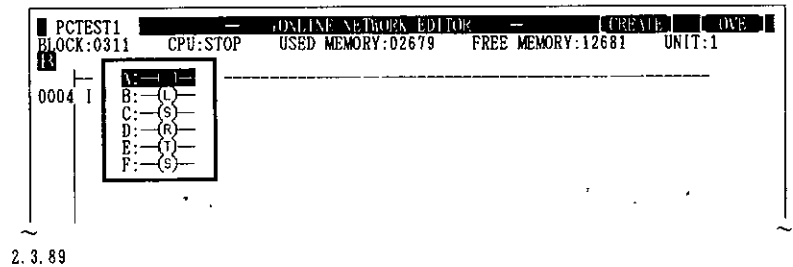 PCTEST1 — ONLINE NETWORK EDITOR — [CREATE] OVE
BLOCK:0311 CPU:STOP USED MEMORY:02679 FREE MEMORY:12681 UNIT:1
B
A:—( )—
0004 I B:—(L)—
C:—(S)—
D:—(R)—
E:—(T)—
F:—(S)—
2.3.89